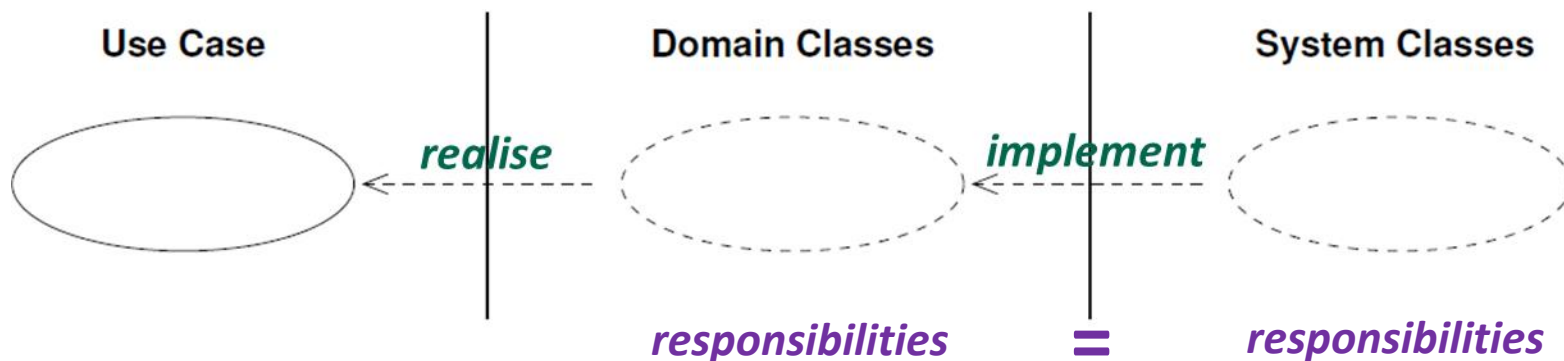 Use Case
Domain Classes
System Classes
realise
implement
responsibilities = responsibilities